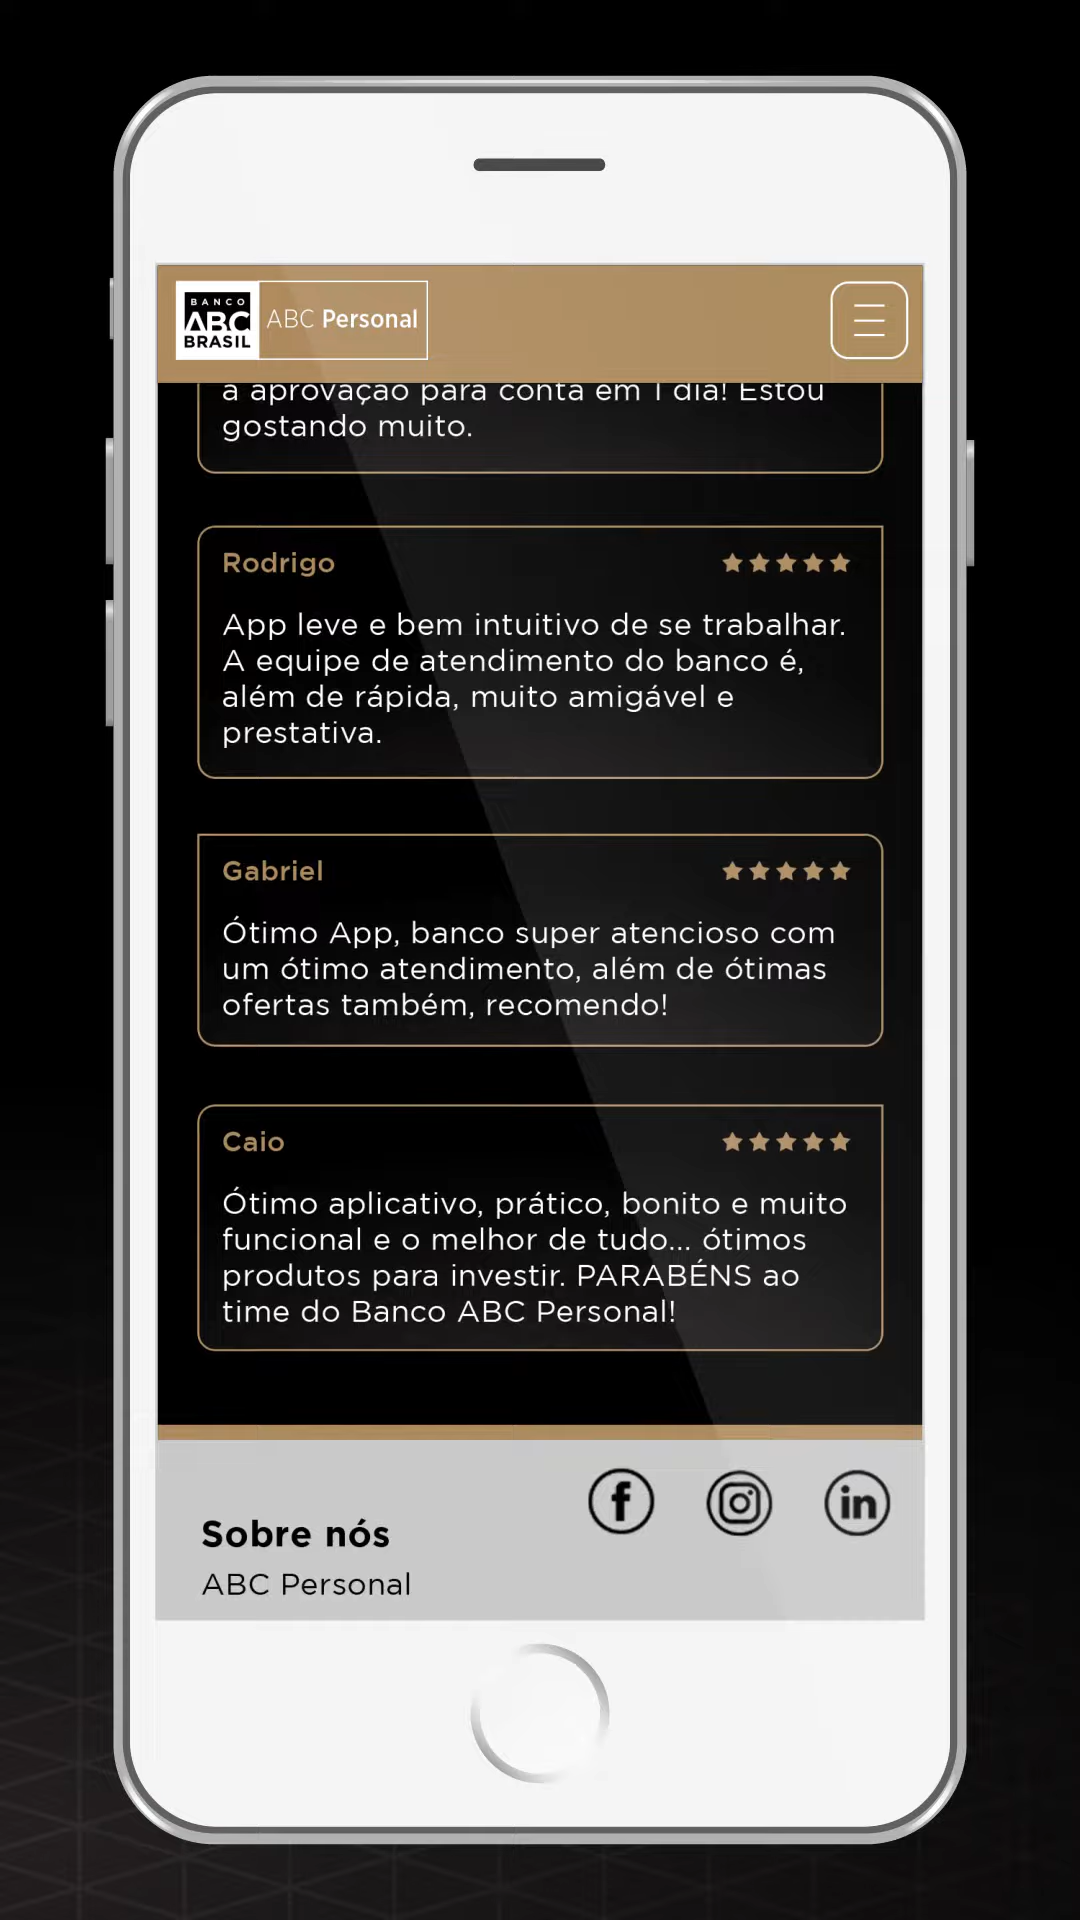 BANCO
ABC
BRASIL
ABC Personal
a aprovação para conta em 1 dia! Estou
gostando muito.
Rodrigo
App leve e bem intuitivo de se trabalhar.
A equipe de atendimento do banco é,
além de rápida, muito amigável e
prestativa.
Gabriel
Ótimo App, banco super atencioso com
um ótimo atendimento, além de ótimas
ofertas também, recomendo!
Caio
Ótimo aplicativo, prático, bonito e muito
funcional e o melhor de tudo... ótimos
produtos para investir. PARABÉNS ao
time do Banco ABC Personal!
f
in
Sobre nós
ABC Personal